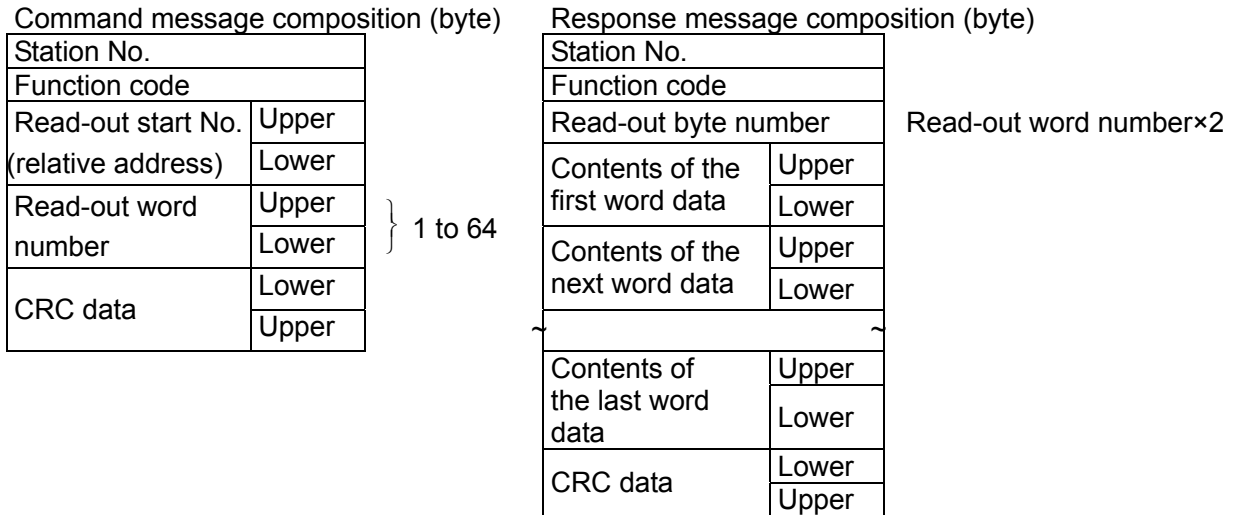 Command message composition (byte)
Station No.
Function code
Read-out start No.
(relative address)
Upper
Lower
Read-out word
number
Upper
Lower
} 1 to 64
CRC data
Lower
Upper
Response message composition (byte)
Station No.
Function code
Read-out byte number
Read-out word number×2
Contents of the
first word data
Upper
Lower
Contents of the
next word data
Upper
Lower
~ ~
Contents of
the last word
data
Upper
Lower
CRC data
Lower
Upper